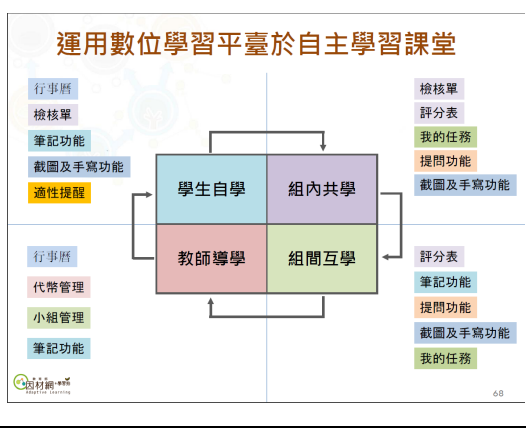 運用數位學習平臺於自主學習課堂
行事曆
檢核單
筆記功能
截圖及手寫功能
適性提醒
檢核單
評分表
我的任務
提問功能
截圖及手寫功能
學生自學
組內共學
教師導學
組間互學
行事曆
代幣管理
小組管理
筆記功能
評分表
筆記功能
提問功能
截圖及手寫功能
我的任務
因材網
adaptive learning
68